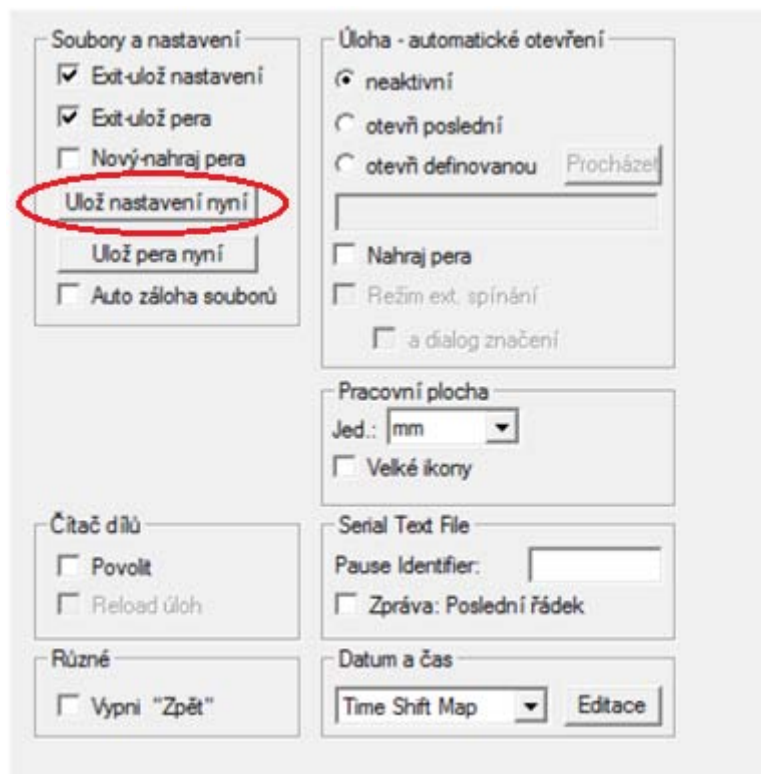 Soubory a nastavení
Exit-ulož nastavení
Exit-ulož pera
Nový-nahraj pera
Ulož nastavení nyní
Ulož pera nyní
Auto záloha souborů
Úloha - automatické otevření
neaktivní
otevři poslední
otevři definovanou Procházet
Nahraj pera
Režim ext. spínání
a dialog značení
Pracovní plocha
Jed.: mm
Velké ikony
Čítač dílů
Povolit
Reload úloh
Serial Text File
Pause Identifier:
Zpráva: Poslední řádek
Různé
Vypni "Zpět"
Datum a čas
Time Shift Map Editace